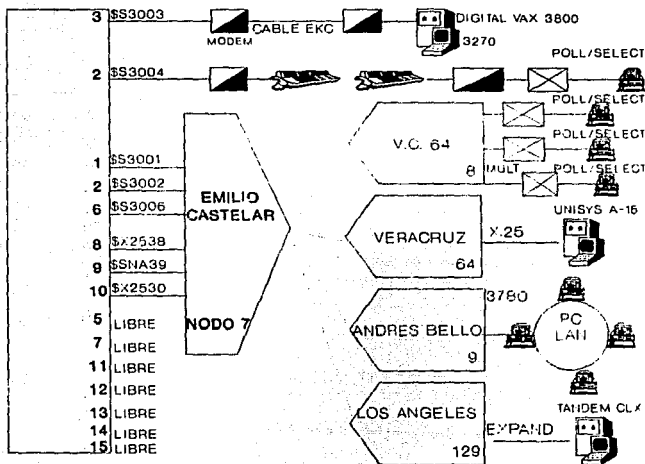 3 $S3003
MODEM
CABLE EKC
DIGITAL VAX 3800
3270
POLL/SELECT
2 $S3004
POLL/SELECT
V.C. 64
8
MULT
POLL/SELECT
POLL/SELECT
1 $S3001
2 $S3002
6 $S3006
8 $X2538
9 $SNA39
10 $X2530
5 LIBRE
7 LIBRE
11 LIBRE
12 LIBRE
13 LIBRE
14 LIBRE
15 LIBRE
EMILIO
CASTELAR
NODO 7
UNISYS A-15
VERACRUZ
X.25
64
3780
ANDRES BELLO
9
PC
LAN
LOS ANGELES
129
EXPAND
TANDEM CLX